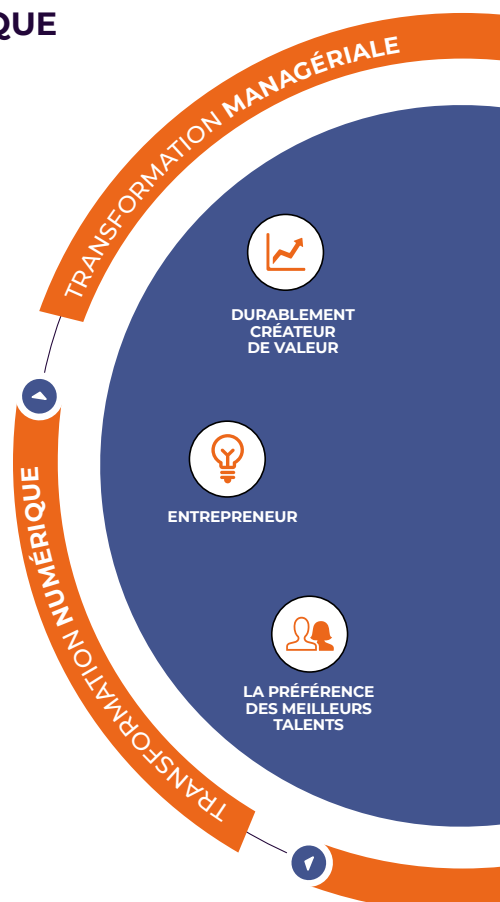 QUE
TRANSFORMATION MANAGÉRIALE
DURABLEMENT
CRÉATEUR
DE VALEUR
ENTREPRENEUR
TRANSFORMATION NUMÉRIQUE
LA PRÉFÉRENCE
DES MEILLEURS
TALENTS